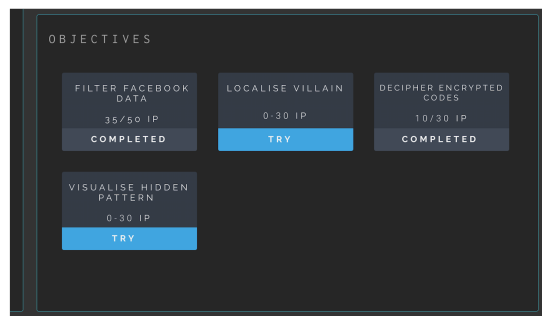 OBJECTIVES
FILTER FACEBOOK
DATA
35/50 IP
COMPLETED
LOCALISE VILLAIN
0-30 IP
TRY
DECIPHER ENCRYPTED
CODES
10/30 IP
COMPLETED
VISUALISE HIDDEN
PATTERN
0-30 IP
TRY